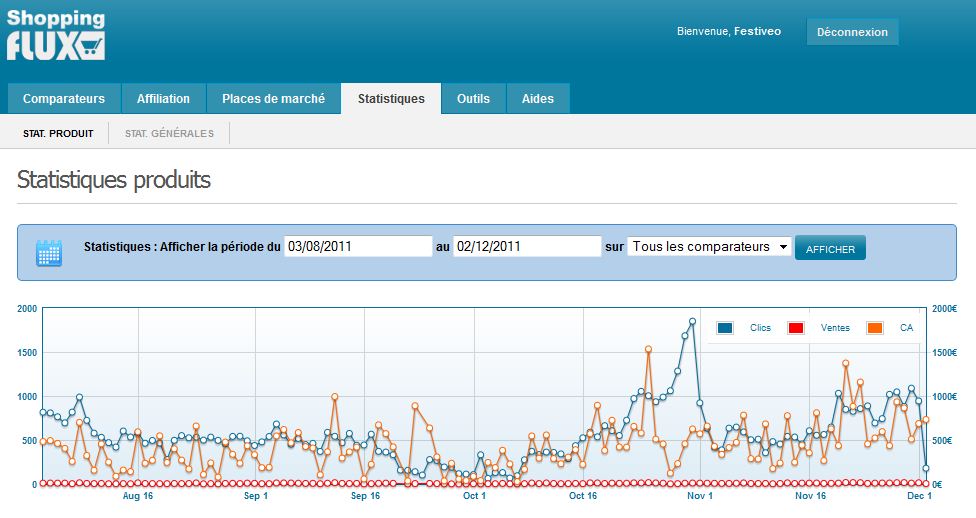 Shopping
FLUX
Bienvenue, Festiveo
Déconnexion
Comparateurs
Affiliation
Places de marché
Statistiques
Outils
Aides
STAT. PRODUIT
STAT. GÉNÉRALES
Statistiques produits
Statistiques : Afficher la période du 03/08/2011 au 02/12/2011 sur Tous les comparateurs AFFICHER
2000
1500
1000
500
0
Clics
Ventes
CA
2000€
1500€
1000€
500€
0€
Aug 16
Sep 1
Sep 16
Oct 1
Oct 16
Nov 1
Nov 16
Dec 1